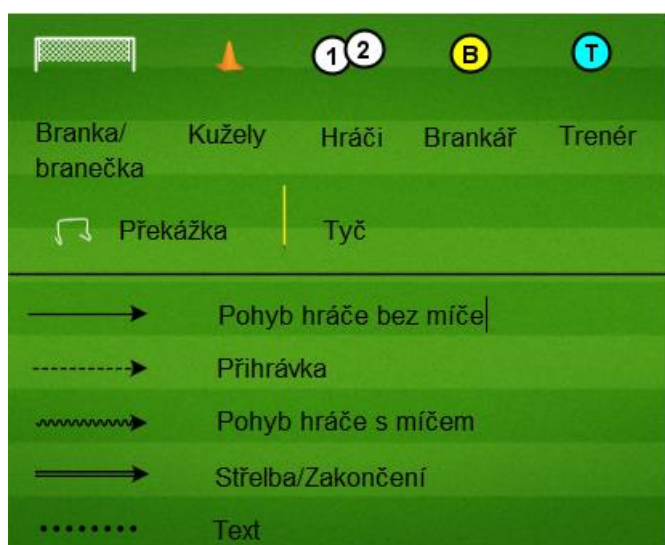 1 2 B T
Branka/ Kužely Hráči Brankář Trenér
branečka
Překážka Tyč
Pohyb hráče bez míče
Přihrávka
Pohyb hráče s míčem
Střelba/Zakončení
Text